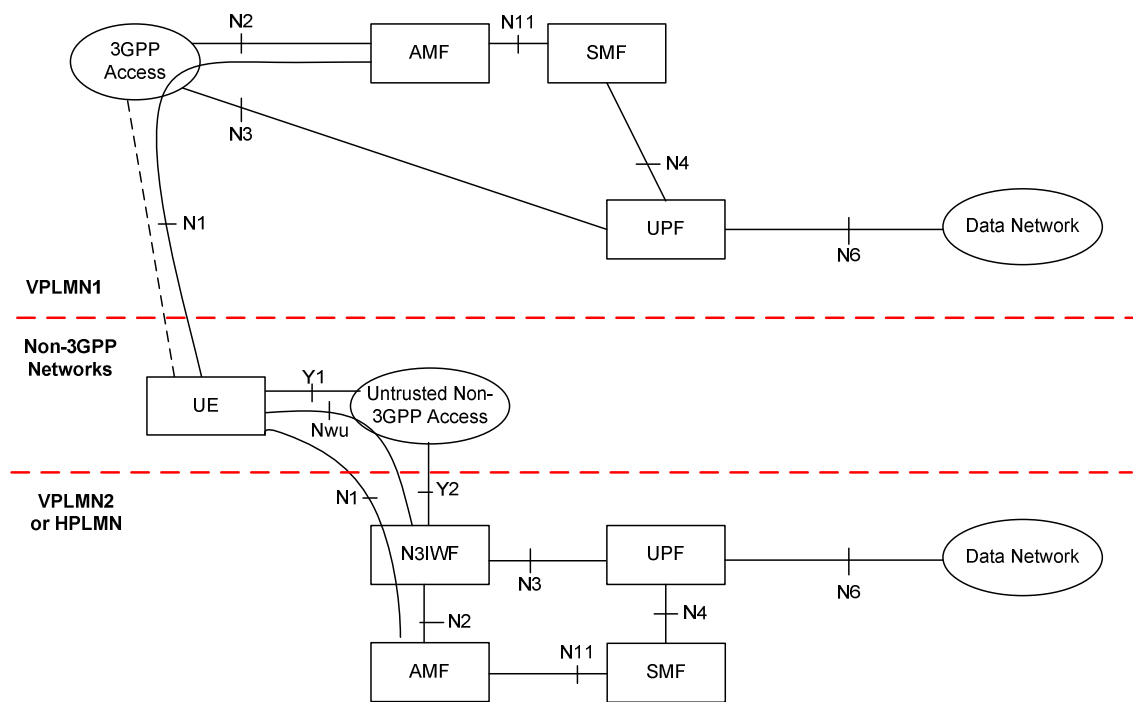 N2
N11
3GPP
Access
AMF
SMF
N3
N4
N1
UPF
Data Network
N6
VPLMN1
Non-3GPP
Networks
Y1
Untrusted Non-
3GPP Access
UE
Nwu
VPLMN2
or HPLMN
N1
Y2
N3IWF
UPF
Data Network
N3
N6
N2
N4
N11
AMF
SMF